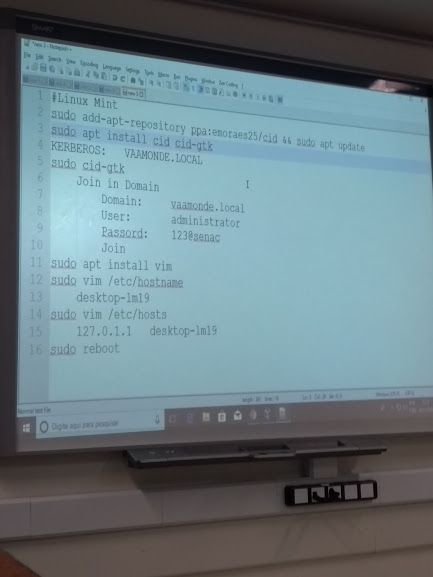 *new 1 - Notepad++
File Edit Search View Encoding Language Settings Tools Macro Run Plugins Window
1 #Linux Mint
2 sudo add-apt-repository ppa:emoraes25/cid && sudo apt update
3 sudo apt install cid cid-gtk
4 KERBEROS: VAAMONDE.LOCAL
5 sudo cid-gtk
6 Join in Domain
7 Domain: vaamonde.local
8 User: administrator
9 Passord: 123@senac
10 Join
11 sudo apt install vim
12 sudo vim /etc/hostname
13 desktop-lm19
14 sudo vim /etc/hosts
15 127.0.1.1 desktop-lm19
16 sudo reboot
Normal text file
Digite aqui para pesquisar